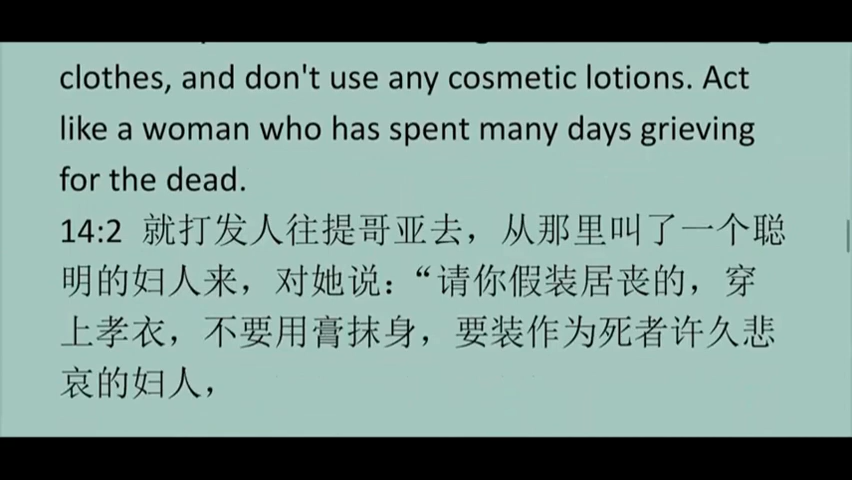 clothes, and don't use any cosmetic lotions. Act
like a woman who has spent many days grieving
for the dead.
14:2 就打发人往提哥亚去，从那里叫了一个聪
明的妇人来，对她说：“请你假装居丧的，穿
上孝衣，不要用膏抹身，要装作为死者许久悲
哀的妇人，